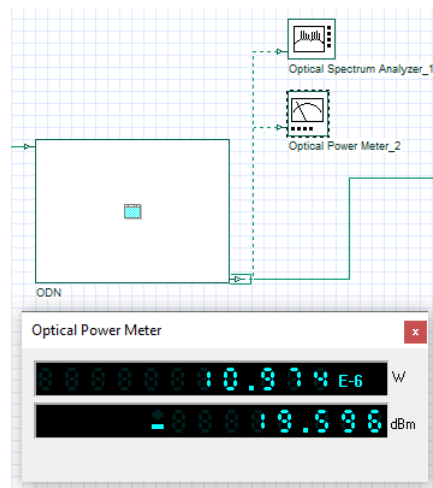 Optical Spectrum Analyzer_1
Optical Power Meter_2
ODN
Optical Power Meter
x
10.974 E-6 W
-19.596 dBm